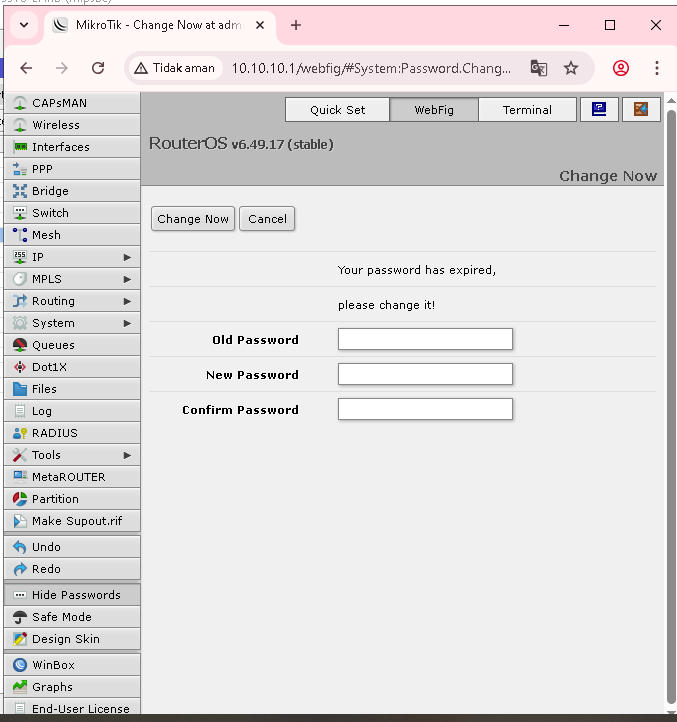 MikroTik - Change Now at adm
Tidak aman
10.10.10.1/webfig/#System:Password.Chang...
CAPsMAN
Wireless
Interfaces
PPP
Bridge
Switch
Mesh
IP
MPLS
Routing
System
Queues
Dot1X
Files
Log
RADIUS
Tools
MetaROUTER
Partition
Make Supout.rif
Undo
Redo
Hide Passwords
Safe Mode
Design Skin
WinBox
Graphs
End-User License
Quick Set
WebFig
Terminal
RouterOS v6.49.17 (stable)
Change Now
Change Now
Cancel
Your password has expired,
please change it!
Old Password
New Password
Confirm Password